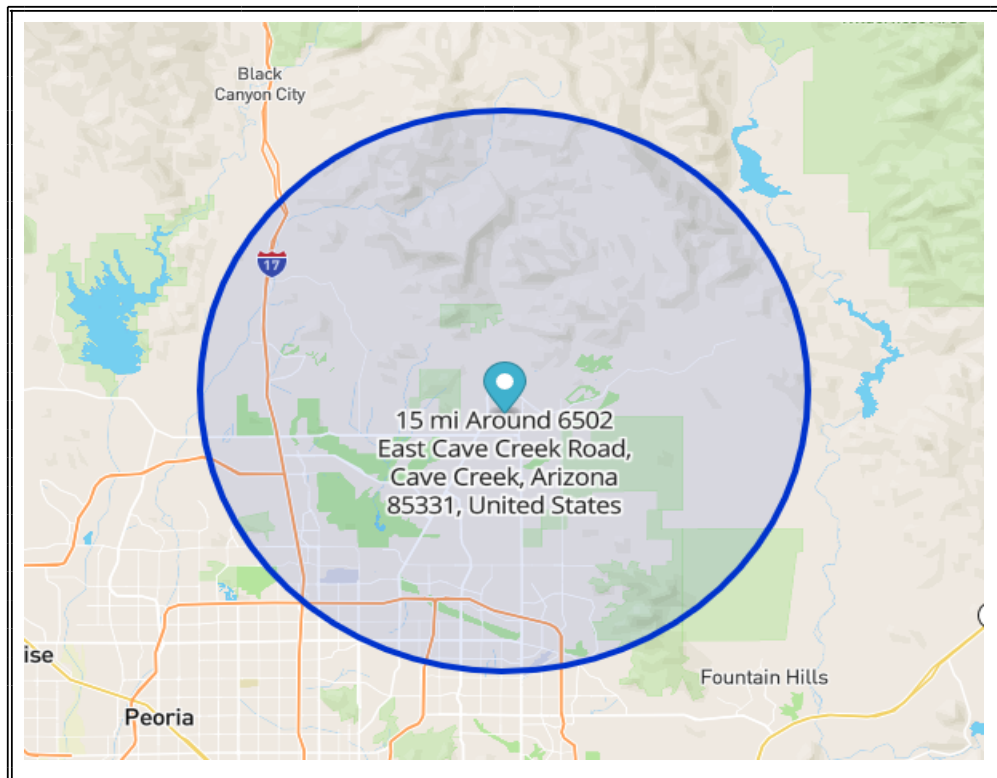 Black
Canyon City
17
15 mi Around 6502
East Cave Creek Road,
Cave Creek, Arizona
85331, United States
ise
Fountain Hills
Peoria